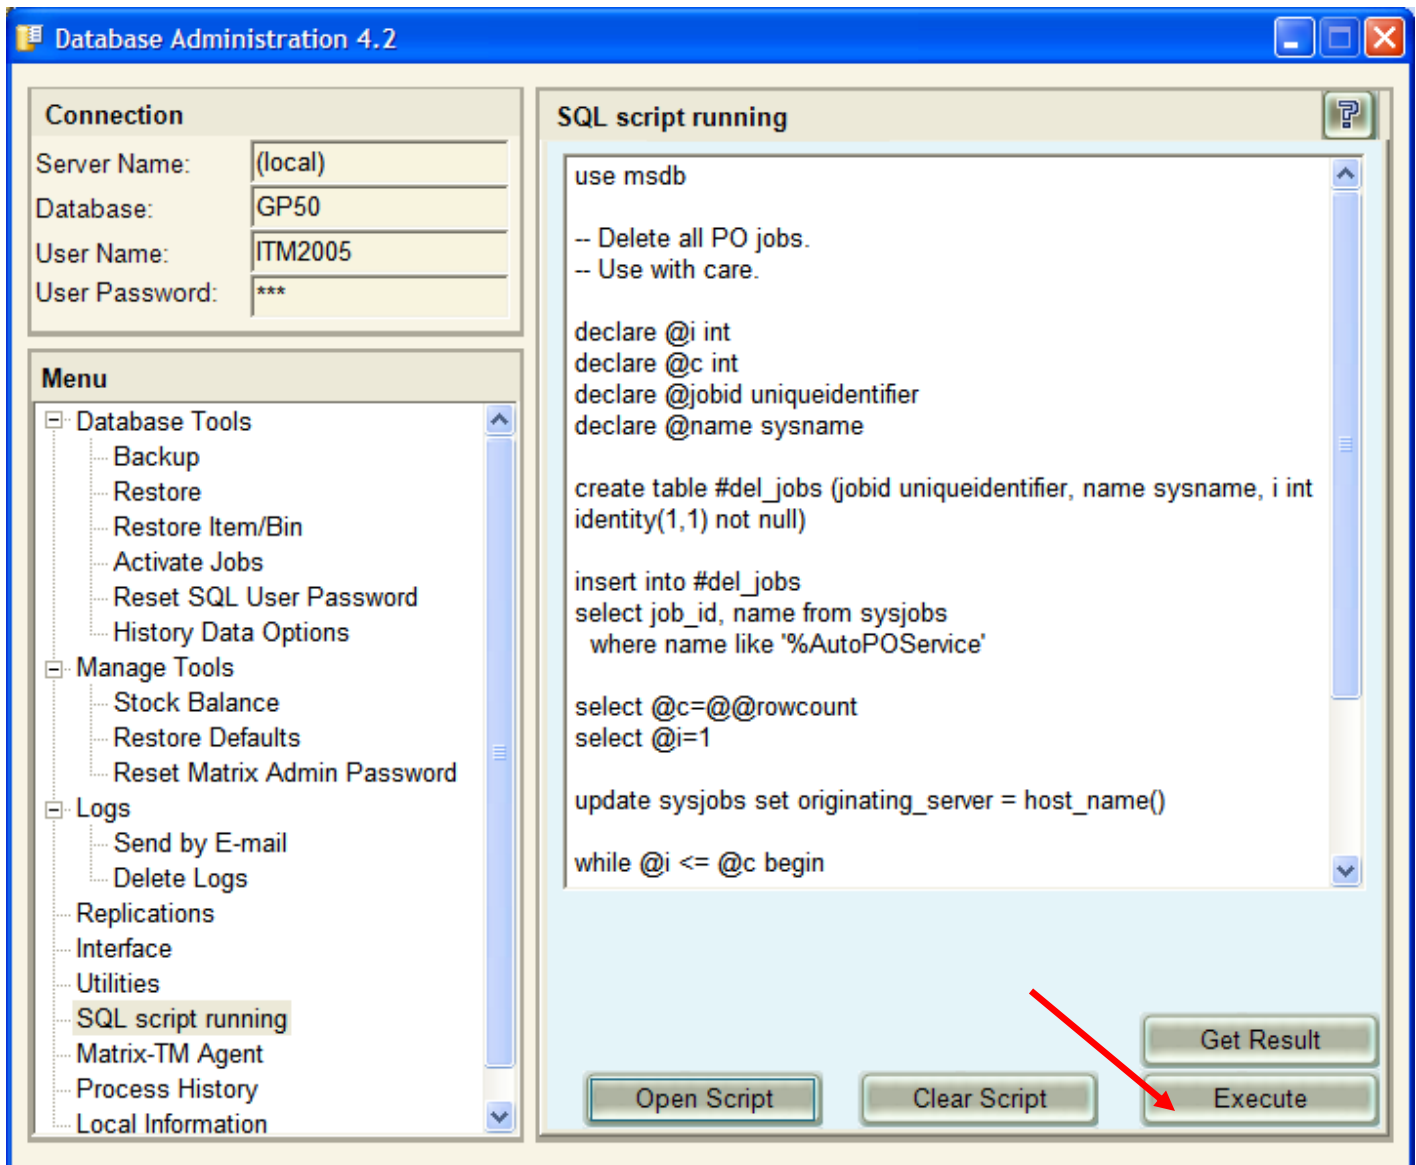 Database Administration 4.2
Connection
Server Name: (local)
Database: GP50
User Name: ITM2005
User Password: ***
Menu
Database Tools
Backup
Restore
Restore Item/Bin
Activate Jobs
Reset SQL User Password
History Data Options
Manage Tools
Stock Balance
Restore Defaults
Reset Matrix Admin Password
Logs
Send by E-mail
Delete Logs
Replications
Interface
Utilities
SQL script running
Matrix-TM Agent
Process History
Local Information
SQL script running
?
use msdb
-- Delete all PO jobs.
-- Use with care.
declare @i int
declare @c int
declare @jobid uniqueidentifier
declare @name sysname
create table #del_jobs (jobid uniqueidentifier, name sysname, i int
identity(1,1) not null)
insert into #del_jobs
select job_id, name from sysjobs
where name like '%AutoPOService'
select @c=@@rowcount
select @i=1
update sysjobs set originating_server = host_name()
while @i <= @c begin
Get Result
Open Script
Clear Script
Execute